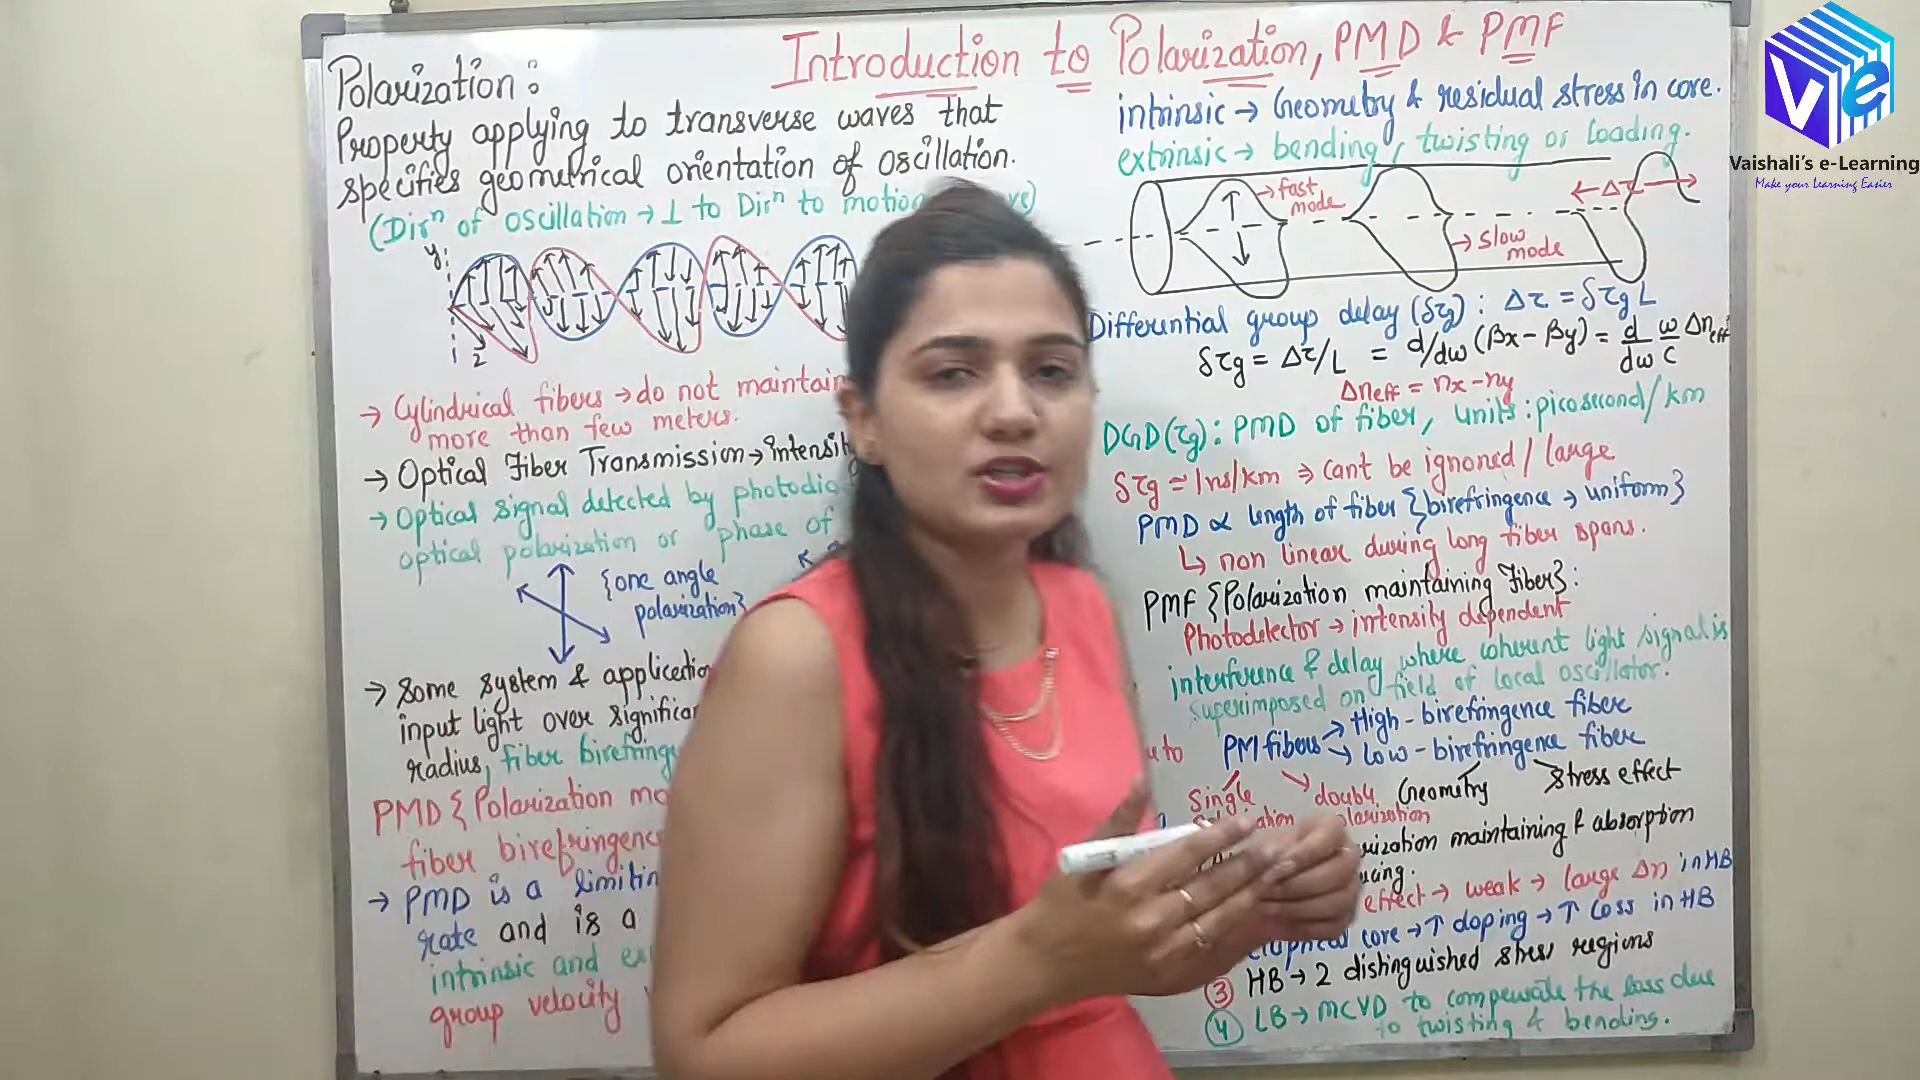 Introduction to Polarization, PMD & PMF
Polarization:
Property applying to transverse waves that
specifies geometrical orientation of oscillation.
(Dirⁿ of oscillation → ⊥ to Dirⁿ to motion
y
z
→ Cylindrical fibers → do not maintain
more than few meters.
→ Optical Fiber Transmission → intensity
→ Optical signal detected by
optical polarization or phase of
{one angle
polarization}
→ Some system & application
input light over
radius, fiber
PMD {Polarization
fiber birefringence
→ PMD is a
rate and is a
intrinsic and
group velocity
intrinsic → Geometry & residual stress in core.
extrinsic → bending, twisting or loading.
→ fast
mode
← Δτ →
→ Slow
mode
Differential group delay (δτg) : Δτ = δτg L
δτg = Δτ/L = d/dω (βx - βy) = d/dω ω/c Δneff
Δneff = nx - ny
DGD(τg): PMD of fiber, units: picosecond/km
δτg ≃ 1ns/km ⇒ cant be ignored/large
PMD ∝ length of fiber {birefringence → uniform}
↳ non linear during long fiber spans.
PMF {Polarization maintaining Fiber}:
Photodetector → intensity dependent
interference & delay where coherent light signal is
superimposed on field of local oscillator.
PM fibers → High-birefringence fiber
→ Low-birefringence fiber
Single double Geometry Stress effect
maintaining & absorption
effect → weak → large Δn in HB
core → ↑ doping → ↑ loss in HB
③ HB → 2 distinguished stress regions
④ LB → MCVD to compensate the loss due
to twisting & bending.
Ve
Vaishali's e-Learning
Make your Learning Easier